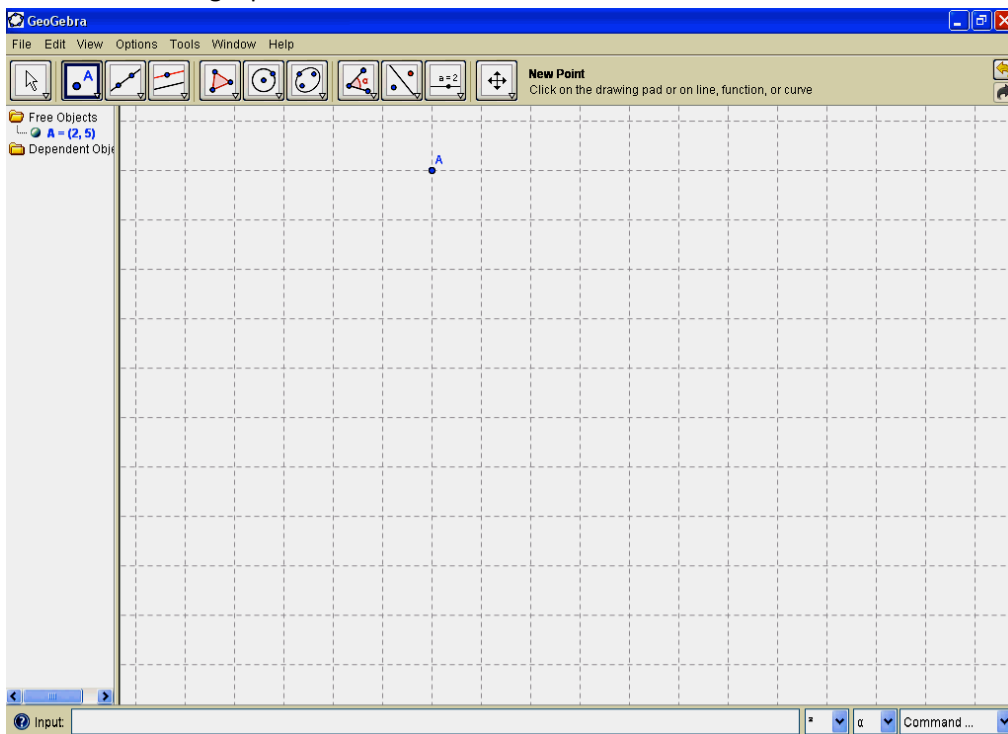 GeoGebra
File Edit View Options Tools Window Help
A
α
a=2
New Point
Click on the drawing pad or on line, function, or curve
Free Objects
A = (2, 5)
Dependent Obje
A
Input:
α
Command ...